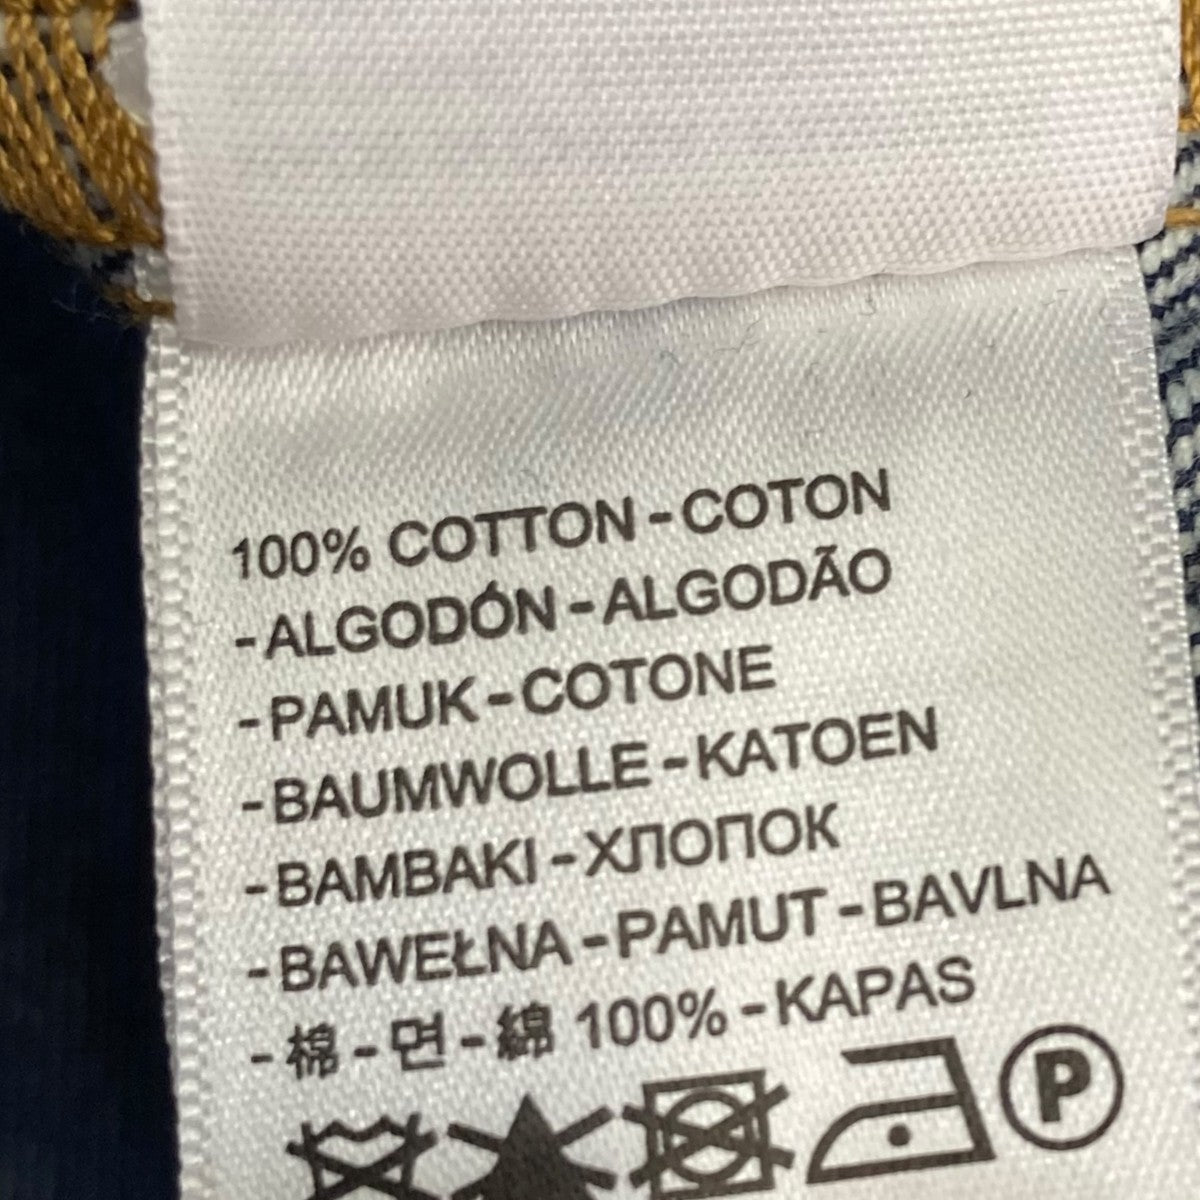 100% COTTON-COTON
-ALGODÓN-ALGODÃO
-PAMUK-COTONE
-BAUMWOLLE-KATOEN
-BAMBAKI-ХЛОПОК
-BAWEŁNA-PAMUT-BAVLNA
-棉-면-綿 100%-KAPAS
P